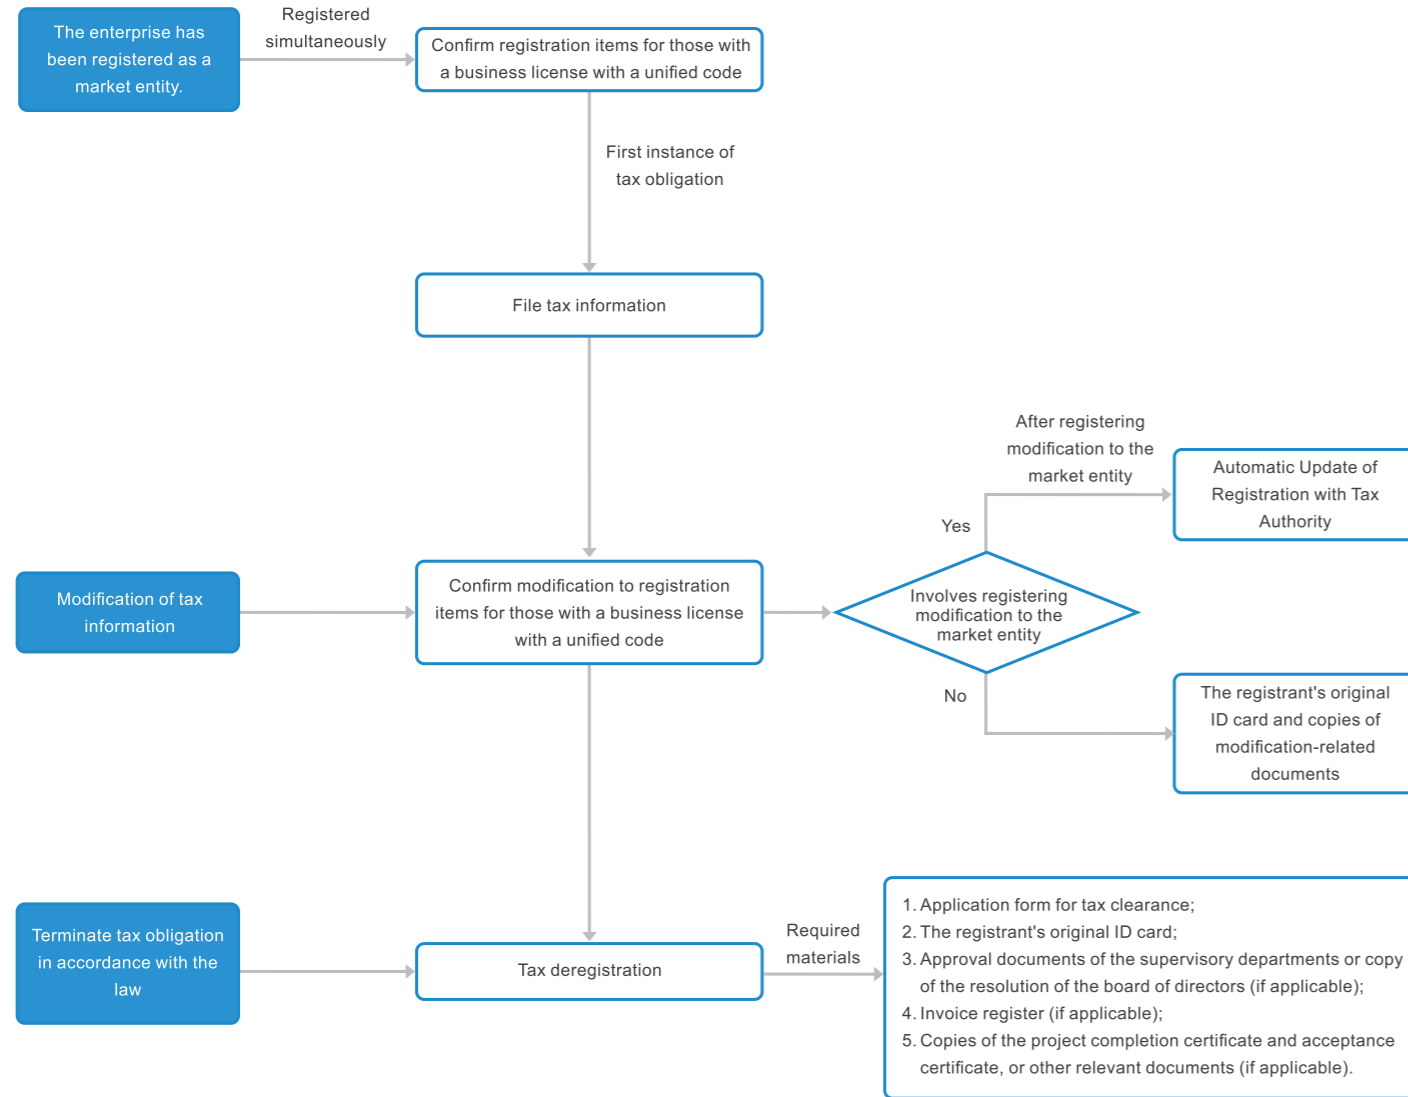 The enterprise has
been registered as a
market entity.
Registered
simultaneously
Confirm registration items for those with
a business license with a unified code
First instance of
tax obligation
File tax information
Modification of tax
information
Confirm modification to registration
items for those with a business license
with a unified code
Involves registering
modification to the
market entity
Yes
After registering
modification to the
market entity
Automatic Update of
Registration with Tax
Authority
No
The registrant's original
ID card and copies of
modification-related
documents
Terminate tax obligation
in accordance with the
law
Tax deregistration
Required
materials
1. Application form for tax clearance;
2. The registrant's original ID card;
3. Approval documents of the supervisory departments or copy
of the resolution of the board of directors (if applicable);
4. Invoice register (if applicable);
5. Copies of the project completion certificate and acceptance
certificate, or other relevant documents (if applicable).